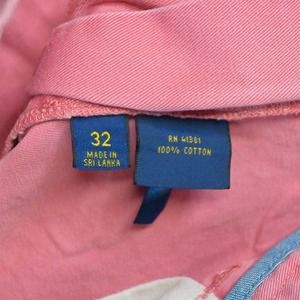 32
MADE IN
SRI LANKA
RN 41381
100% COTTON